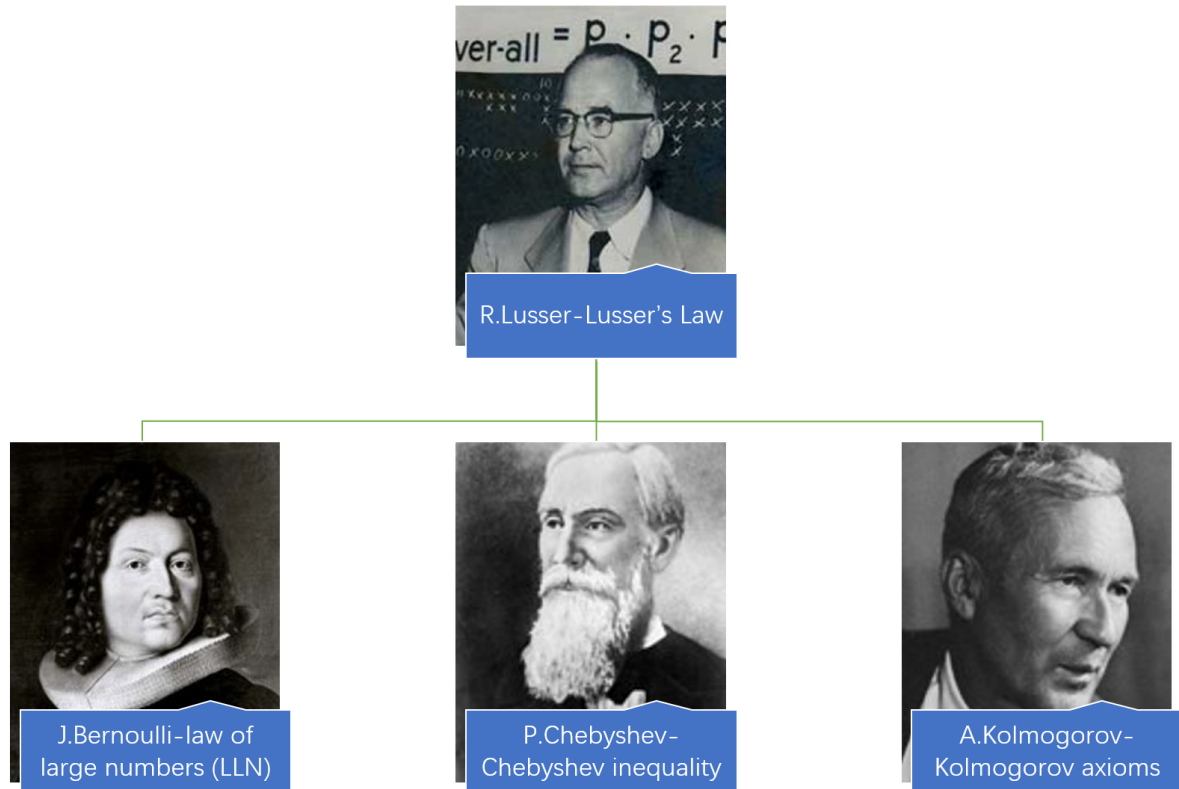 ver-all = p · p₂ · p
R.Lusser-Lusser's Law
J.Bernoulli-law of
large numbers (LLN)
P.Chebyshev-
Chebyshev inequality
A.Kolmogorov-
Kolmogorov axioms